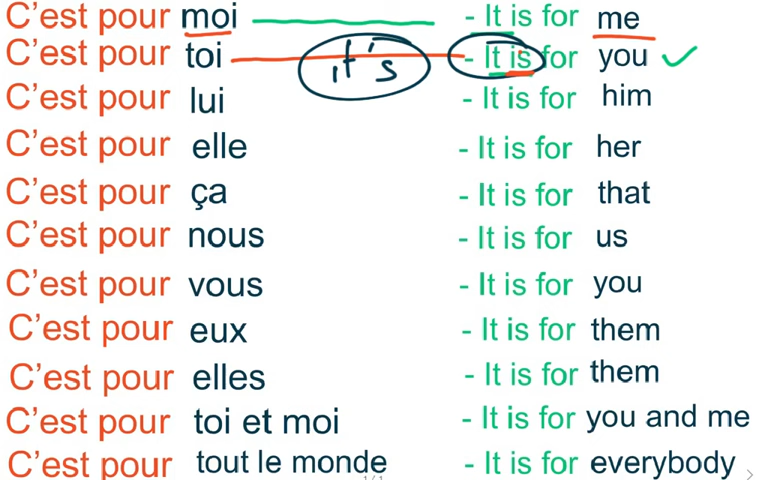 C'est pour moi - It is for me
C'est pour toi it's - It is for you
C'est pour lui - It is for him
C'est pour elle - It is for her
C'est pour ça - It is for that
C'est pour nous - It is for us
C'est pour vous - It is for you
C'est pour eux - It is for them
C'est pour elles - It is for them
C'est pour toi et moi - It is for you and me
C'est pour tout le monde - It is for everybody
1/1